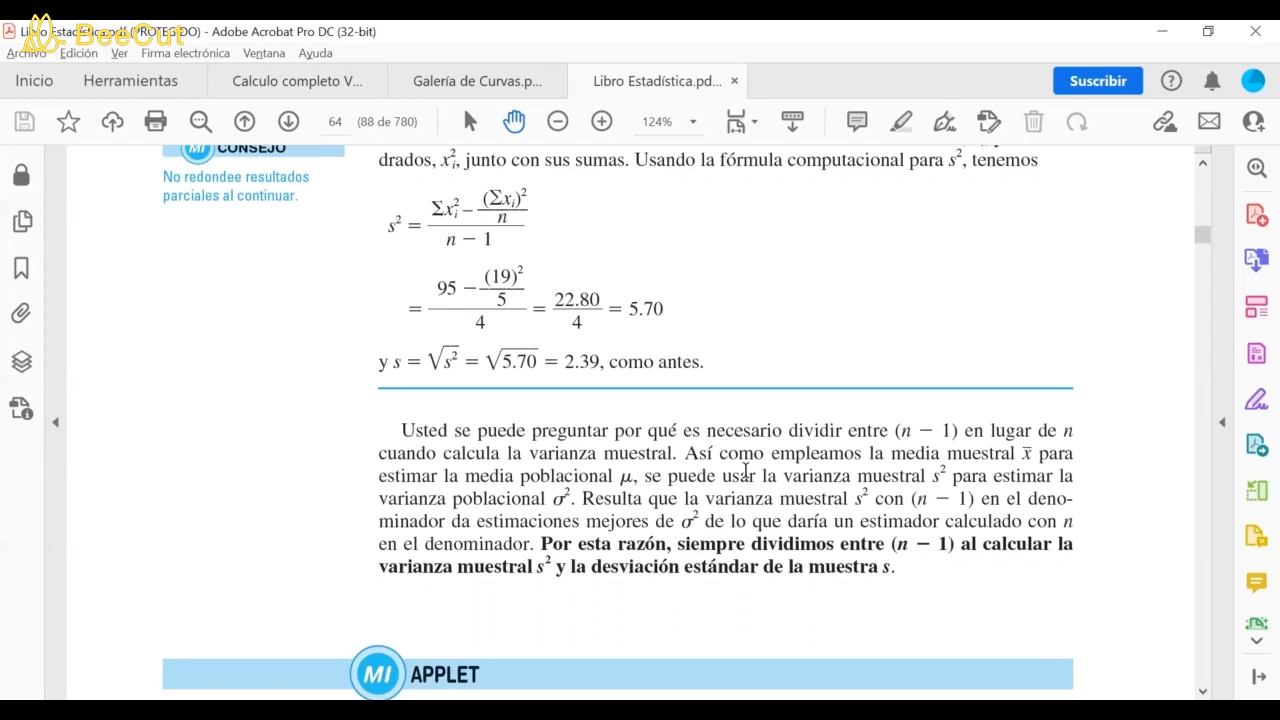 Libro Estadística.pdf (PROTEGIDO) - Adobe Acrobat Pro DC (32-bit)
BeeCut
Archivo Edición Ver Firma electrónica Ventana Ayuda
Inicio Herramientas Calculo completo V... Galería de Curvas.p... Libro Estadística.pd... × Suscribir
64 (88 de 780) 124%
MI CONSEJO
No redondee resultados
parciales al continuar.
drados, x_i^2, junto con sus sumas. Usando la fórmula computacional para s^2, tenemos
s^2 = (Σx_i^2 – (Σx_i)^2/n)/(n − 1)
= (95 − (19)^2/5)/4 = 22.80/4 = 5.70
y s = √s^2 = √5.70 = 2.39, como antes.
Usted se puede preguntar por qué es necesario dividir entre (n − 1) en lugar de n
cuando calcula la varianza muestral. Así como empleamos la media muestral x̄ para
estimar la media poblacional μ, se puede usar la varianza muestral s^2 para estimar la
varianza poblacional σ^2. Resulta que la varianza muestral s^2 con (n − 1) en el deno-
minador da estimaciones mejores de σ^2 de lo que daría un estimador calculado con n
en el denominador. Por esta razón, siempre dividimos entre (n − 1) al calcular la
varianza muestral s^2 y la desviación estándar de la muestra s.
MI APPLET